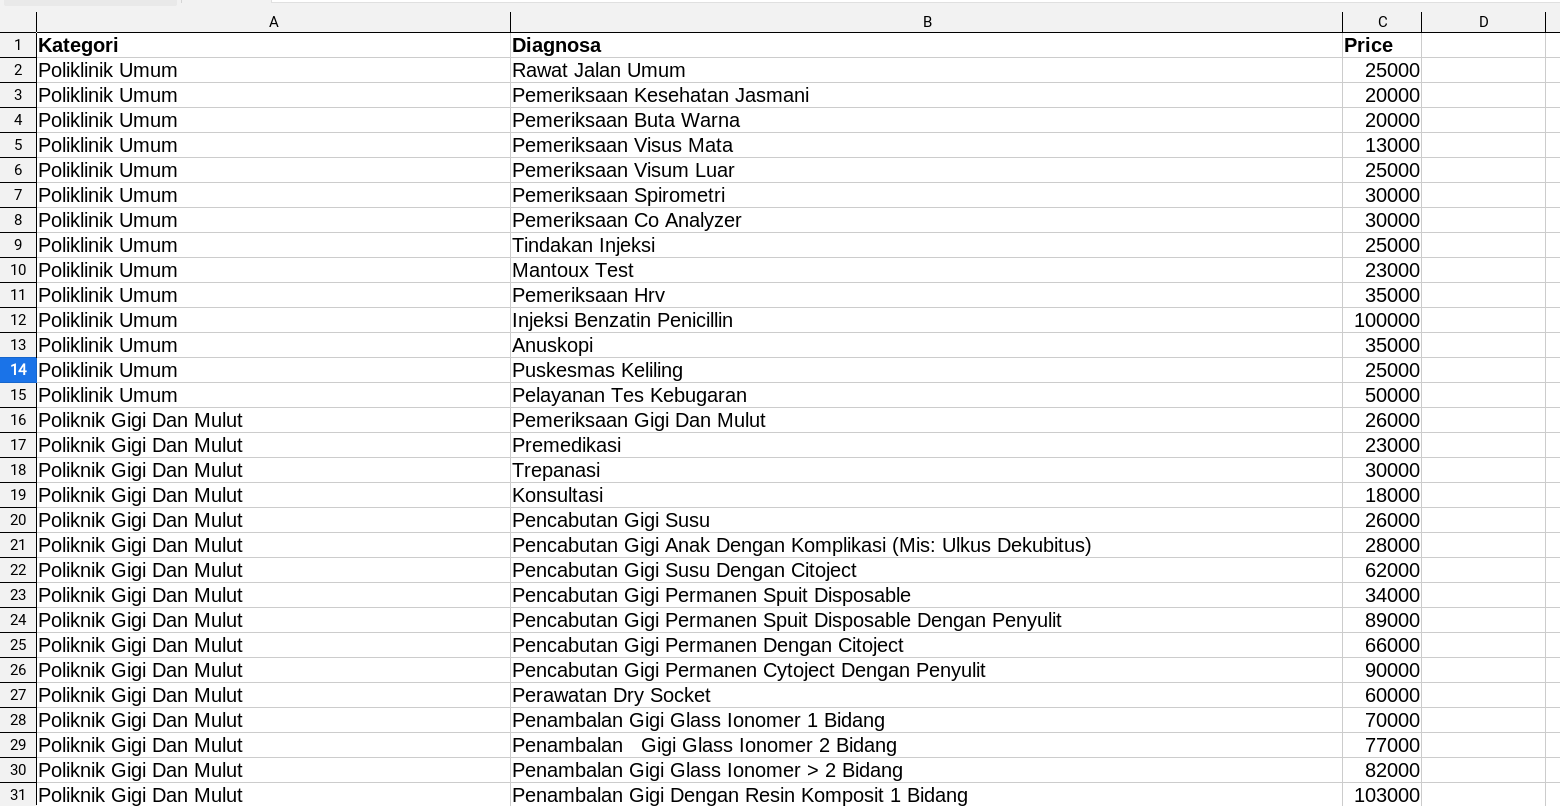 A B C D
1 Kategori Diagnosa Price
2 Poliklinik Umum Rawat Jalan Umum 25000
3 Poliklinik Umum Pemeriksaan Kesehatan Jasmani 20000
4 Poliklinik Umum Pemeriksaan Buta Warna 20000
5 Poliklinik Umum Pemeriksaan Visus Mata 13000
6 Poliklinik Umum Pemeriksaan Visum Luar 25000
7 Poliklinik Umum Pemeriksaan Spirometri 30000
8 Poliklinik Umum Pemeriksaan Co Analyzer 30000
9 Poliklinik Umum Tindakan Injeksi 25000
10 Poliklinik Umum Mantoux Test 23000
11 Poliklinik Umum Pemeriksaan Hrv 35000
12 Poliklinik Umum Injeksi Benzatin Penicillin 100000
13 Poliklinik Umum Anuskopi 35000
14 Poliklinik Umum Puskesmas Keliling 25000
15 Poliklinik Umum Pelayanan Tes Kebugaran 50000
16 Poliknik Gigi Dan Mulut Pemeriksaan Gigi Dan Mulut 26000
17 Poliknik Gigi Dan Mulut Premedikasi 23000
18 Poliknik Gigi Dan Mulut Trepanasi 30000
19 Poliknik Gigi Dan Mulut Konsultasi 18000
20 Poliknik Gigi Dan Mulut Pencabutan Gigi Susu 26000
21 Poliknik Gigi Dan Mulut Pencabutan Gigi Anak Dengan Komplikasi (Mis: Ulkus Dekubitus) 28000
22 Poliknik Gigi Dan Mulut Pencabutan Gigi Susu Dengan Citoject 62000
23 Poliknik Gigi Dan Mulut Pencabutan Gigi Permanen Spuit Disposable 34000
24 Poliknik Gigi Dan Mulut Pencabutan Gigi Permanen Spuit Disposable Dengan Penyulit 89000
25 Poliknik Gigi Dan Mulut Pencabutan Gigi Permanen Dengan Citoject 66000
26 Poliknik Gigi Dan Mulut Pencabutan Gigi Permanen Cytoject Dengan Penyulit 90000
27 Poliknik Gigi Dan Mulut Perawatan Dry Socket 60000
28 Poliknik Gigi Dan Mulut Penambalan Gigi Glass Ionomer 1 Bidang 70000
29 Poliknik Gigi Dan Mulut Penambalan   Gigi Glass Ionomer 2 Bidang 77000
30 Poliknik Gigi Dan Mulut Penambalan Gigi Glass Ionomer > 2 Bidang 82000
31 Poliknik Gigi Dan Mulut Penambalan Gigi Dengan Resin Komposit 1 Bidang 103000